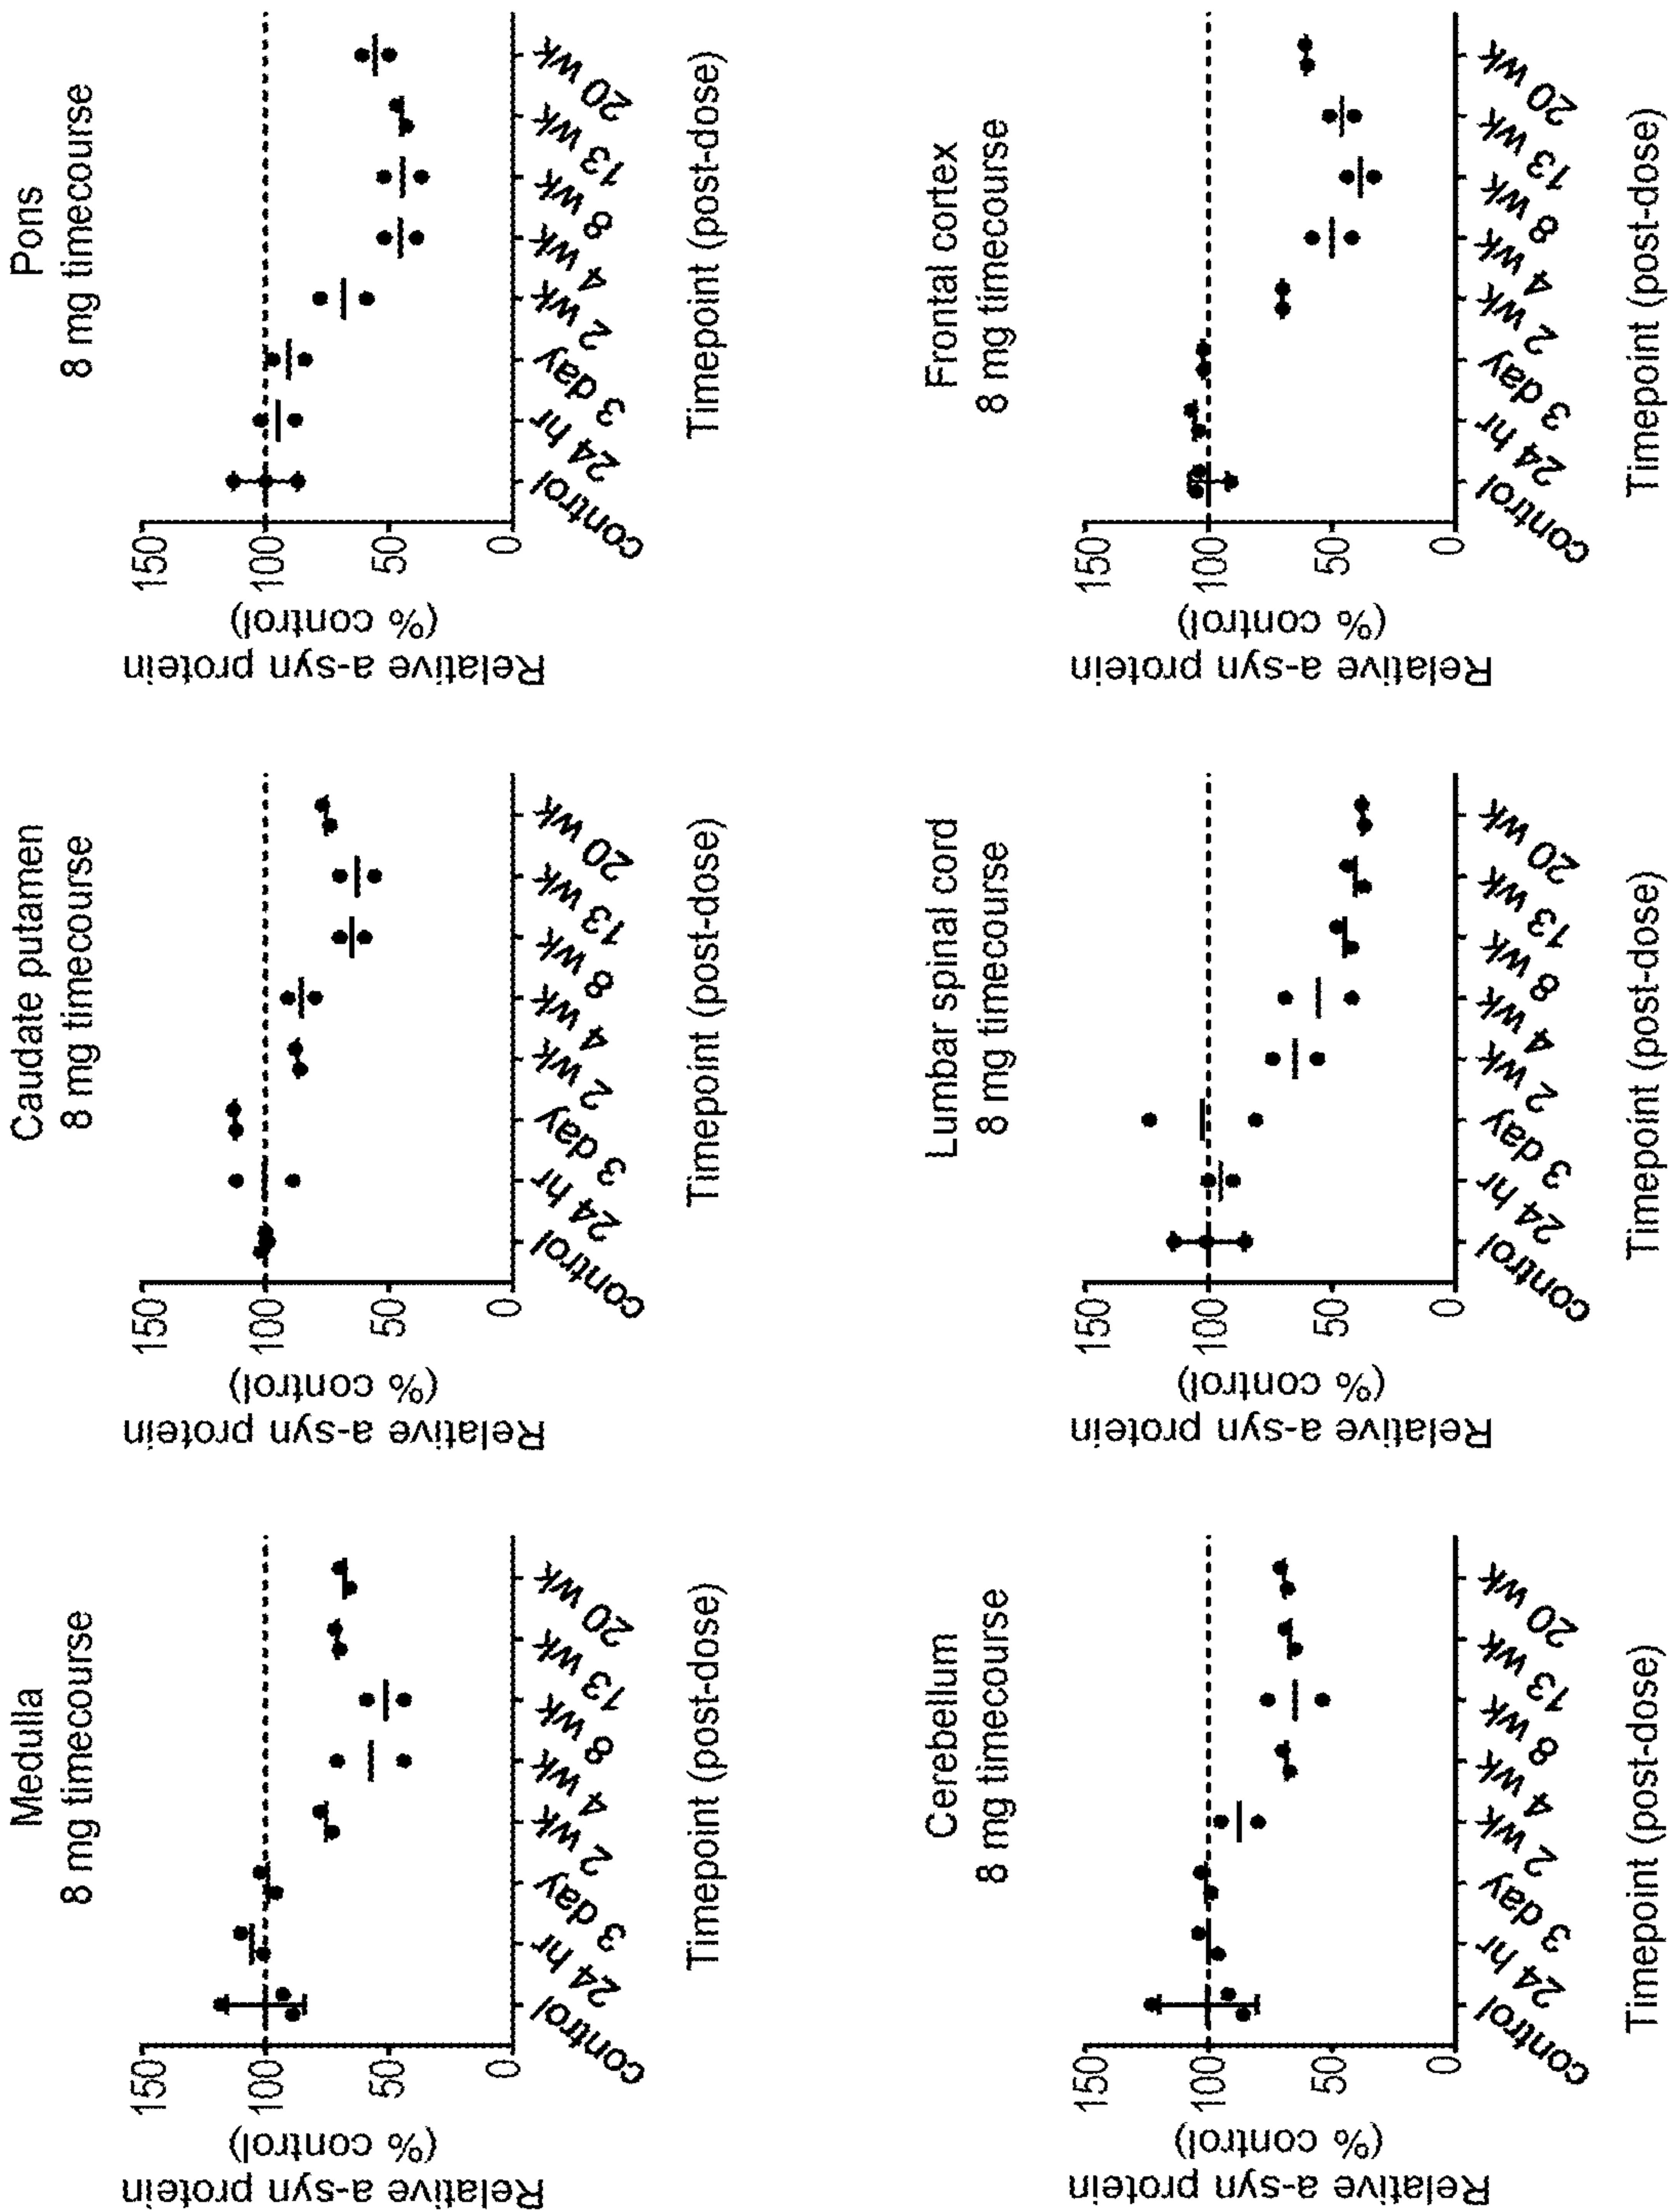 Medulla
8 mg timecourse
Relative a-syn protein
(% control)
150
100
50
0
control
24 hr
3 day
2 wk
4 wk
8 wk
13 wk
20 wk
Timepoint (post-dose)
Caudate putamen
8 mg timecourse
Relative a-syn protein
(% control)
150
100
50
0
control
24 hr
3 day
2 wk
4 wk
8 wk
13 wk
20 wk
Timepoint (post-dose)
Pons
8 mg timecourse
Relative a-syn protein
(% control)
150
100
50
0
control
24 hr
3 day
2 wk
4 wk
8 wk
13 wk
20 wk
Timepoint (post-dose)
Cerebellum
8 mg timecourse
Relative a-syn protein
(% control)
150
100
50
0
control
24 hr
3 day
2 wk
4 wk
8 wk
13 wk
20 wk
Timepoint (post-dose)
Lumbar spinal cord
8 mg timecourse
Relative a-syn protein
(% control)
150
100
50
0
control
24 hr
3 day
2 wk
4 wk
8 wk
13 wk
20 wk
Timepoint (post-dose)
Frontal cortex
8 mg timecourse
Relative a-syn protein
(% control)
150
100
50
0
control
24 hr
3 day
2 wk
4 wk
8 wk
13 wk
20 wk
Timepoint (post-dose)